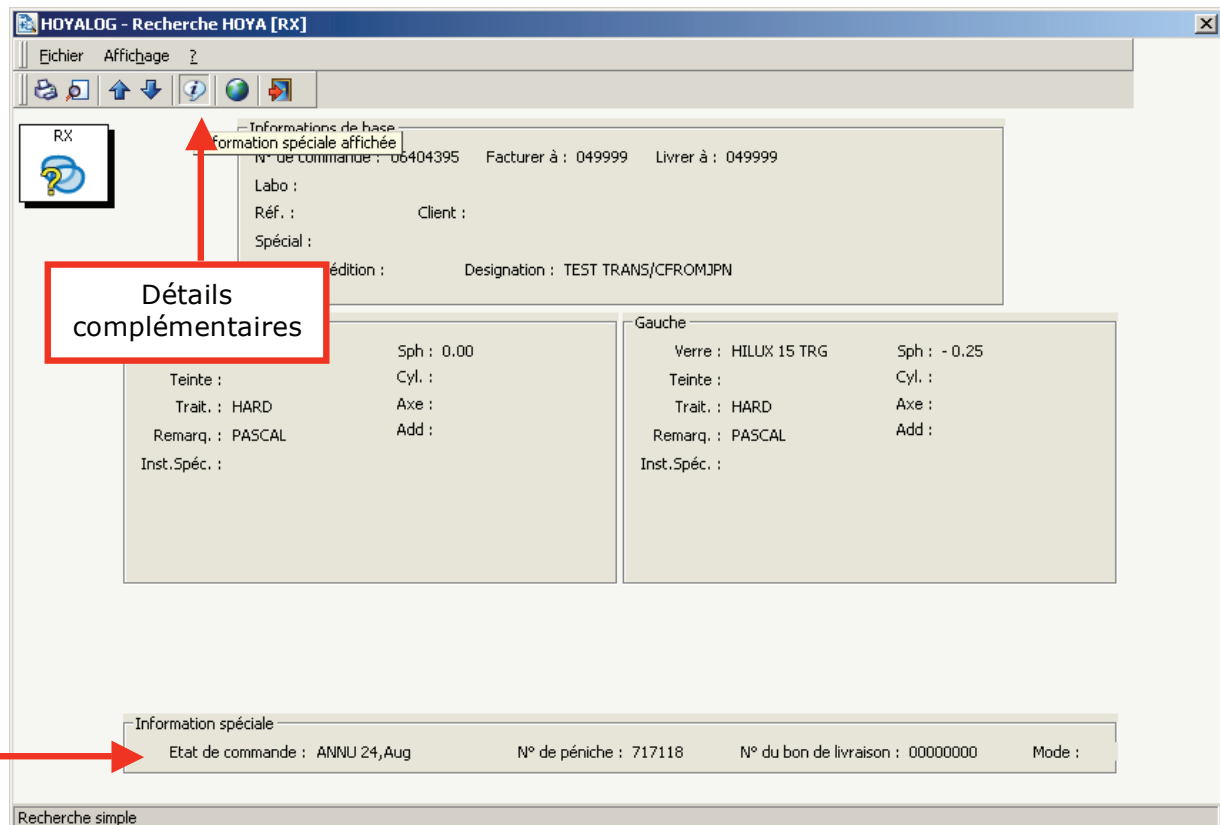 HOYALOG - Recherche HOYA [RX]
Fichier Affichage ?
RX
Informations de base
formation spéciale affichée
N° de commande : 06404395 Facturer à : 049999 Livrer à : 049999
Labo :
Réf. : Client :
Spécial :
édition : Designation : TEST TRANS/CFROMJPN
Détails
complémentaires
Sph : 0.00
Teinte : Cyl. :
Trait. : HARD Axe :
Remarq. : PASCAL Add :
Inst.Spéc. :
Gauche
Verre : HILUX 15 TRG Sph : - 0.25
Teinte : Cyl. :
Trait. : HARD Axe :
Remarq. : PASCAL Add :
Inst.Spéc. :
Information spéciale
Etat de commande : ANNU 24,Aug N° de péniche : 717118 N° du bon de livraison : 00000000 Mode :
Recherche simple